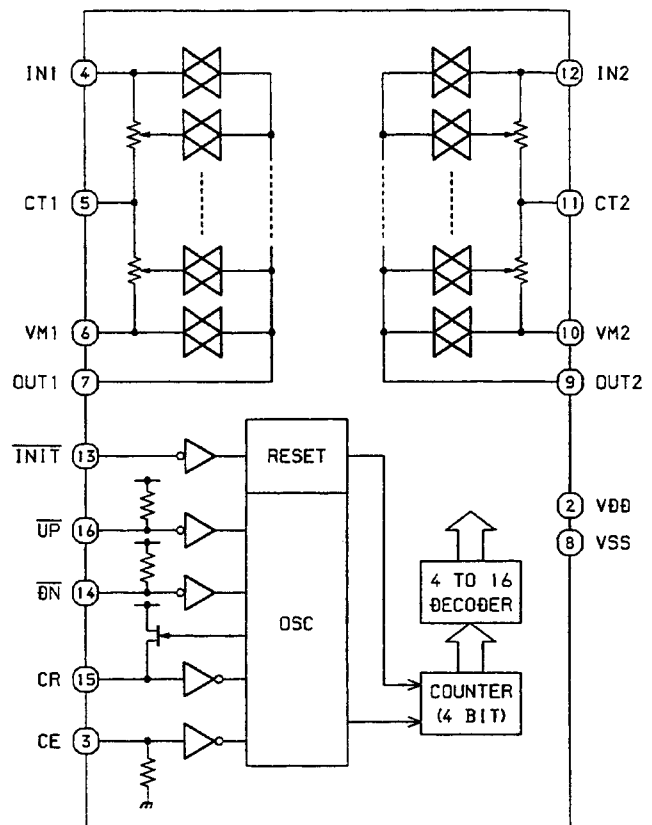 IN1 4 12 IN2
CT1 5 11 CT2
VM1 6 10 VM2
OUT1 7 9 OUT2
INIT 13 RESET
2 VDD
UP 16
8 VSS
4 TO 16
DECODER
DN 14
OSC
CR 15 COUNTER
(4 BIT)
CE 3